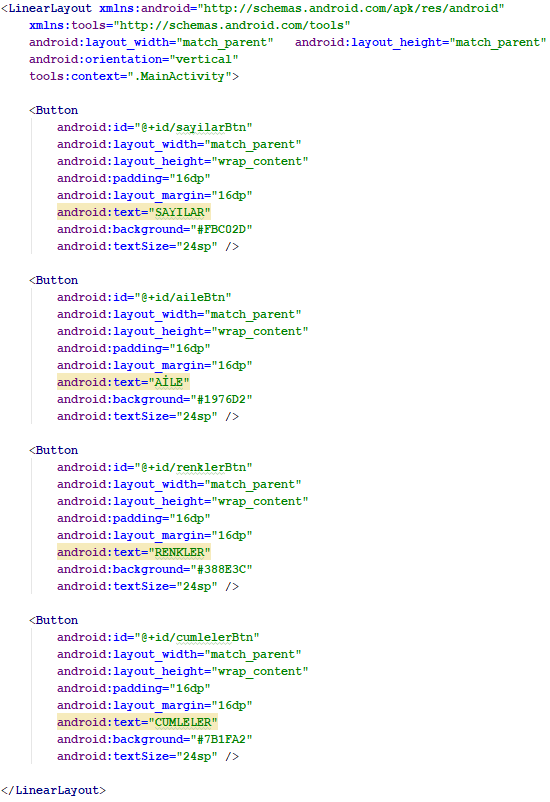 <LinearLayout xmlns:android="http://schemas.android.com/apk/res/android"
    xmlns:tools="http://schemas.android.com/tools"
    android:layout_width="match_parent"   android:layout_height="match_parent"
    android:orientation="vertical"
    tools:context=".MainActivity">

    <Button
        android:id="@+id/sayilarBtn"
        android:layout_width="match_parent"
        android:layout_height="wrap_content"
        android:padding="16dp"
        android:layout_margin="16dp"
        android:text="SAYILAR"
        android:background="#FBC02D"
        android:textSize="24sp" />

    <Button
        android:id="@+id/aileBtn"
        android:layout_width="match_parent"
        android:layout_height="wrap_content"
        android:padding="16dp"
        android:layout_margin="16dp"
        android:text="AİLE"
        android:background="#1976D2"
        android:textSize="24sp" />

    <Button
        android:id="@+id/renklerBtn"
        android:layout_width="match_parent"
        android:layout_height="wrap_content"
        android:padding="16dp"
        android:layout_margin="16dp"
        android:text="RENKLER"
        android:background="#388E3C"
        android:textSize="24sp" />

    <Button
        android:id="@+id/cumlelerBtn"
        android:layout_width="match_parent"
        android:layout_height="wrap_content"
        android:padding="16dp"
        android:layout_margin="16dp"
        android:text="CUMLELER"
        android:background="#7B1FA2"
        android:textSize="24sp" />

</LinearLayout>